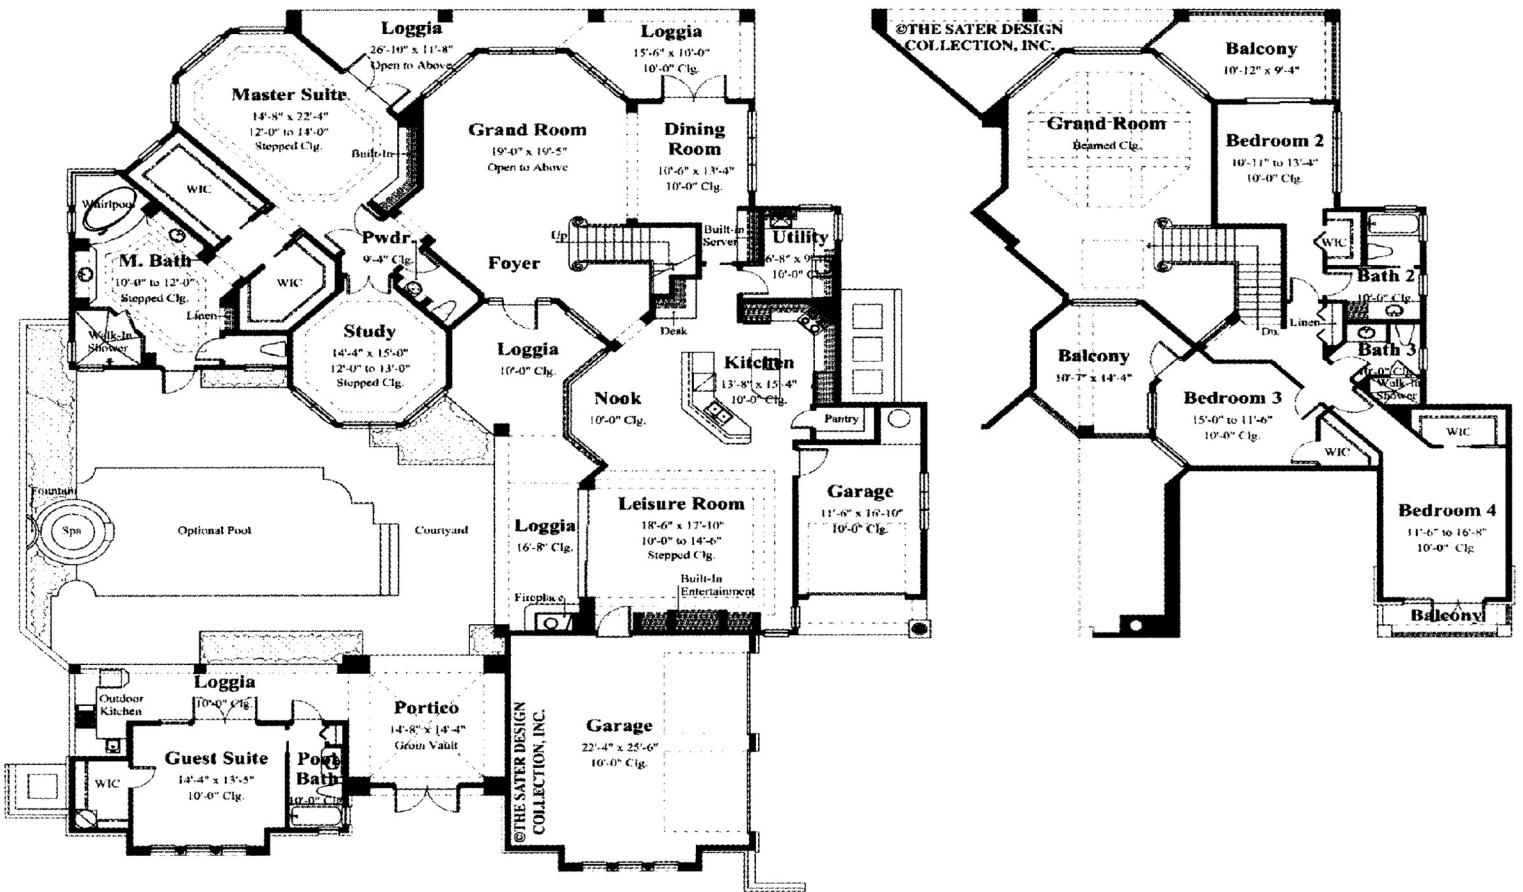 Loggia
26'-10" x 11'-8"
Open to Above
Loggia
15'-6" x 10'-0"
10'-0" Clg.
Master Suite
14'-8" x 22'-4"
12'-0" to 14'-0"
Stepped Clg.
Built-In
Grand Room
19'-0" x 19'-5"
Open to Above
Dining
Room
10'-6" x 13'-4"
10'-0" Clg.
WIC
Whirlpool
M. Bath
10'-0" to 12'-0"
Stepped Clg.
Pwdr.
9'-4" Clg.
WIC
Linen
Walk-In
Shower
Foyer
Up
Built-in
Server
Utility
10'-0" Clg.
Desk
Study
14'-4" x 15'-0"
12'-0" to 13'-0"
Stepped Clg.
Loggia
10'-0" Clg.
Nook
10'-0" Clg.
Kitchen
13'-8" x 15'-4"
10'-0" Clg.
Pantry
Garage
11'-6" x 16'-10"
10'-0" Clg.
Leisure Room
18'-6" x 17'-10"
10'-0" to 14'-6"
Stepped Clg.
Built-In
Entertainment
Loggia
16'-8" Clg.
Fireplace
Fountain
Spa
Optional Pool
Courtyard
Loggia
10'-0" Clg.
Outdoor
Kitchen
Portico
14'-8" x 14'-4"
Groin Vault
Guest Suite
14'-4" x 13'-5"
10'-0" Clg.
WIC
Pool
Bath
10'-0" Clg.
©THE SATER DESIGN
COLLECTION, INC.
Garage
22'-4" x 25'-6"
10'-0" Clg.
©THE SATER DESIGN
COLLECTION, INC.
Balcony
10'-12" x 9'-4"
Grand Room
Beamed Clg.
Bedroom 2
10'-11" to 13'-4"
10'-0" Clg.
WIC
Bath 2
10'-0" Clg.
Dn.
Linen
Bath 3
10'-0" Clg.
Walk-In
Shower
Balcony
10'-7" x 14'-4"
Bedroom 3
15'-0" to 11'-6"
10'-0" Clg.
WIC
WIC
Bedroom 4
11'-6" to 16'-8"
10'-0" Clg
Balcony